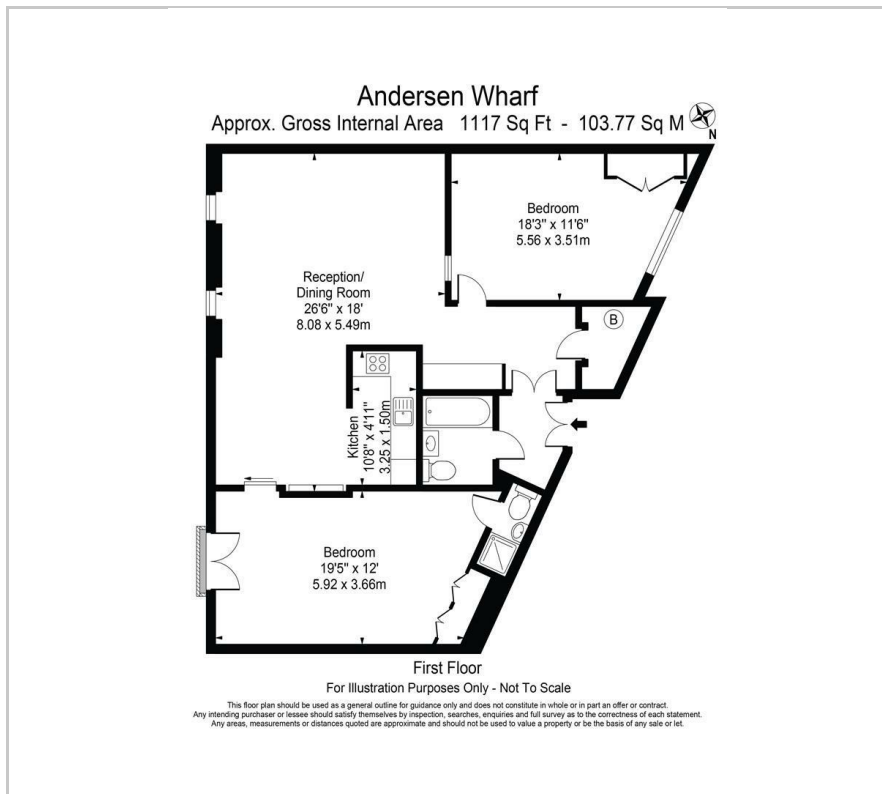 Andersen Wharf
Approx. Gross Internal Area 1117 Sq Ft - 103.77 Sq M
N
Bedroom
18'3" x 11'6"
5.56 x 3.51m
Reception/
Dining Room
26'6" x 18'
8.08 x 5.49m
B
Kitchen
10'8" x 4'11"
3.25 x 1.50m
Bedroom
19'5" x 12'
5.92 x 3.66m
First Floor
For Illustration Purposes Only - Not To Scale
This floor plan should be used as a general outline for guidance only and does not constitute in whole or in part an offer or contract.
Any intending purchaser or lessee should satisfy themselves by inspection, searches, enquiries and full survey as to the correctness of each statement.
Any areas, measurements or distances quoted are approximate and should not be used to value a property or be the basis of any sale or let.